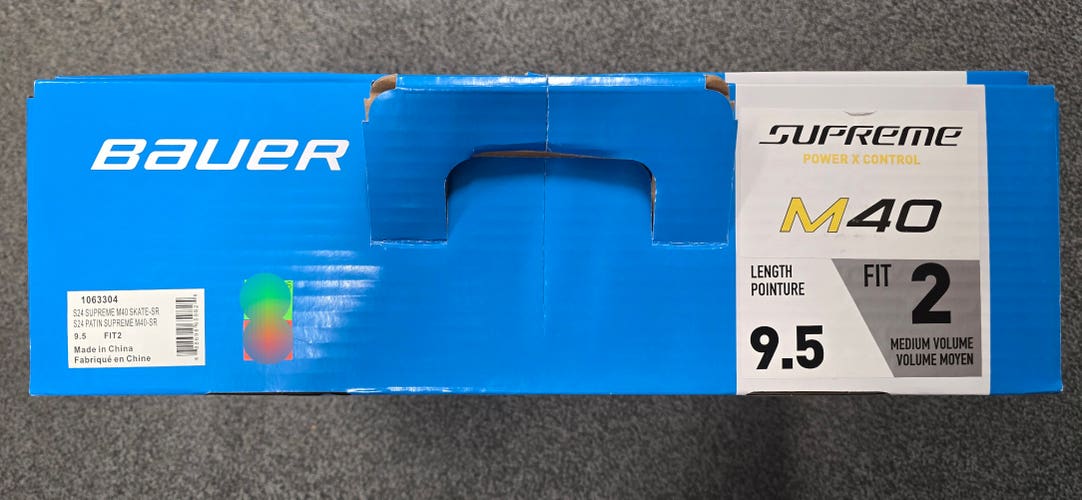 BAUER
1063304
S24 SUPREME M40 SKATE-SR
S24 PATIN SUPREME M40-SR
9.5 FIT2
Made in China
Fabriqué en Chine
SUPREME
POWER X CONTROL
M40
LENGTH
POINTURE
9.5
FIT 2
MEDIUM VOLUME
VOLUME MOYEN